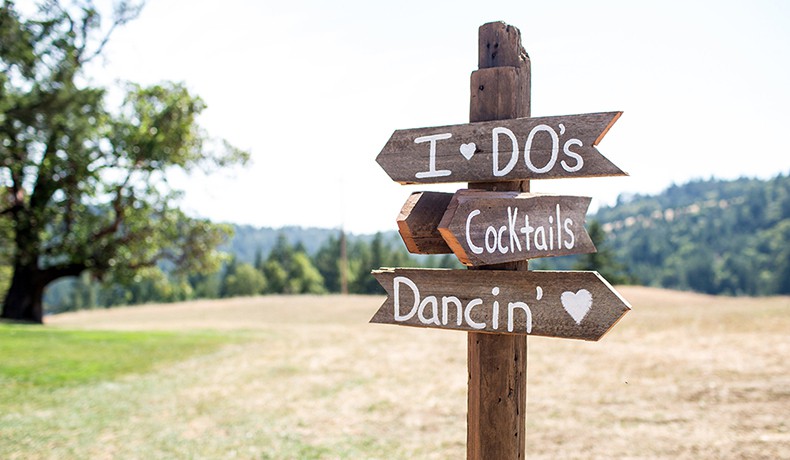 I ♥ DO's
Cocktails
Dancin' ♥